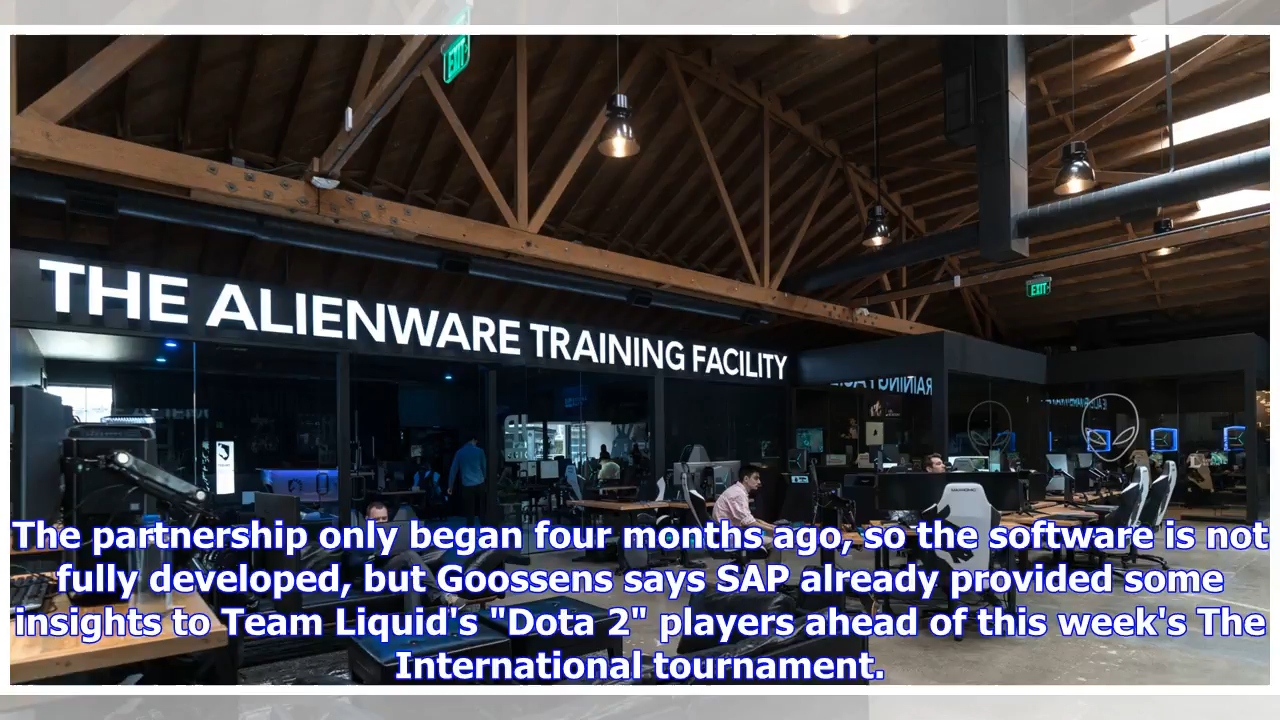 EXIT
THE ALIENWARE TRAINING FACILITY
EXIT
The partnership only began four months ago, so the software is not
fully developed, but Goossens says SAP already provided some
insights to Team Liquid's "Dota 2" players ahead of this week's The
International tournament.